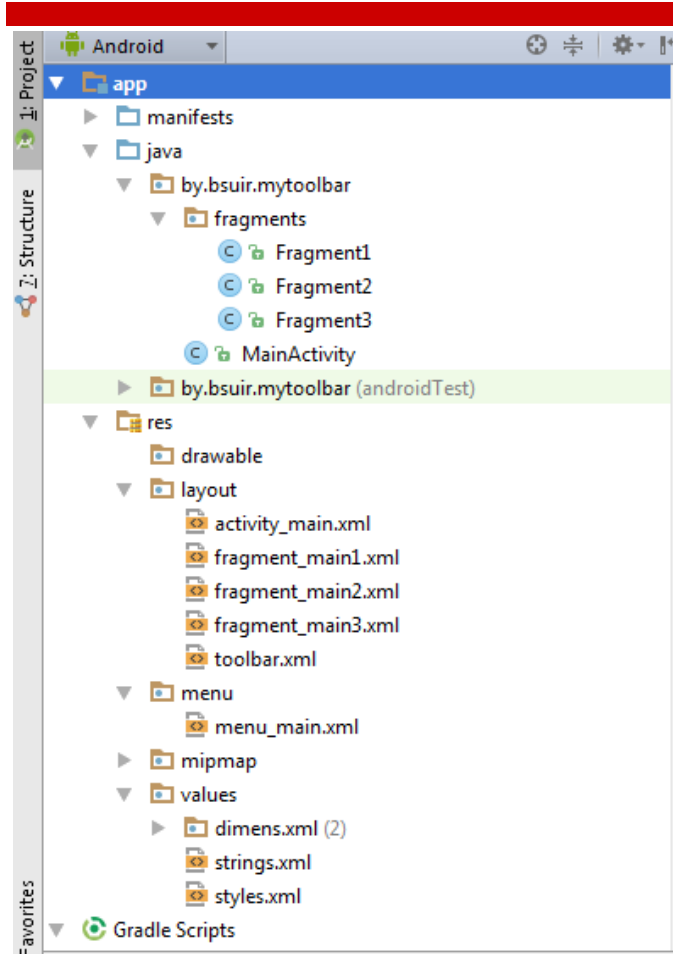 Android
1: Project
7: Structure
Favorites
app
manifests
java
by.bsuir.mytoolbar
fragments
Fragment1
Fragment2
Fragment3
MainActivity
by.bsuir.mytoolbar (androidTest)
res
drawable
layout
activity_main.xml
fragment_main1.xml
fragment_main2.xml
fragment_main3.xml
toolbar.xml
menu
menu_main.xml
mipmap
values
dimens.xml (2)
strings.xml
styles.xml
Gradle Scripts